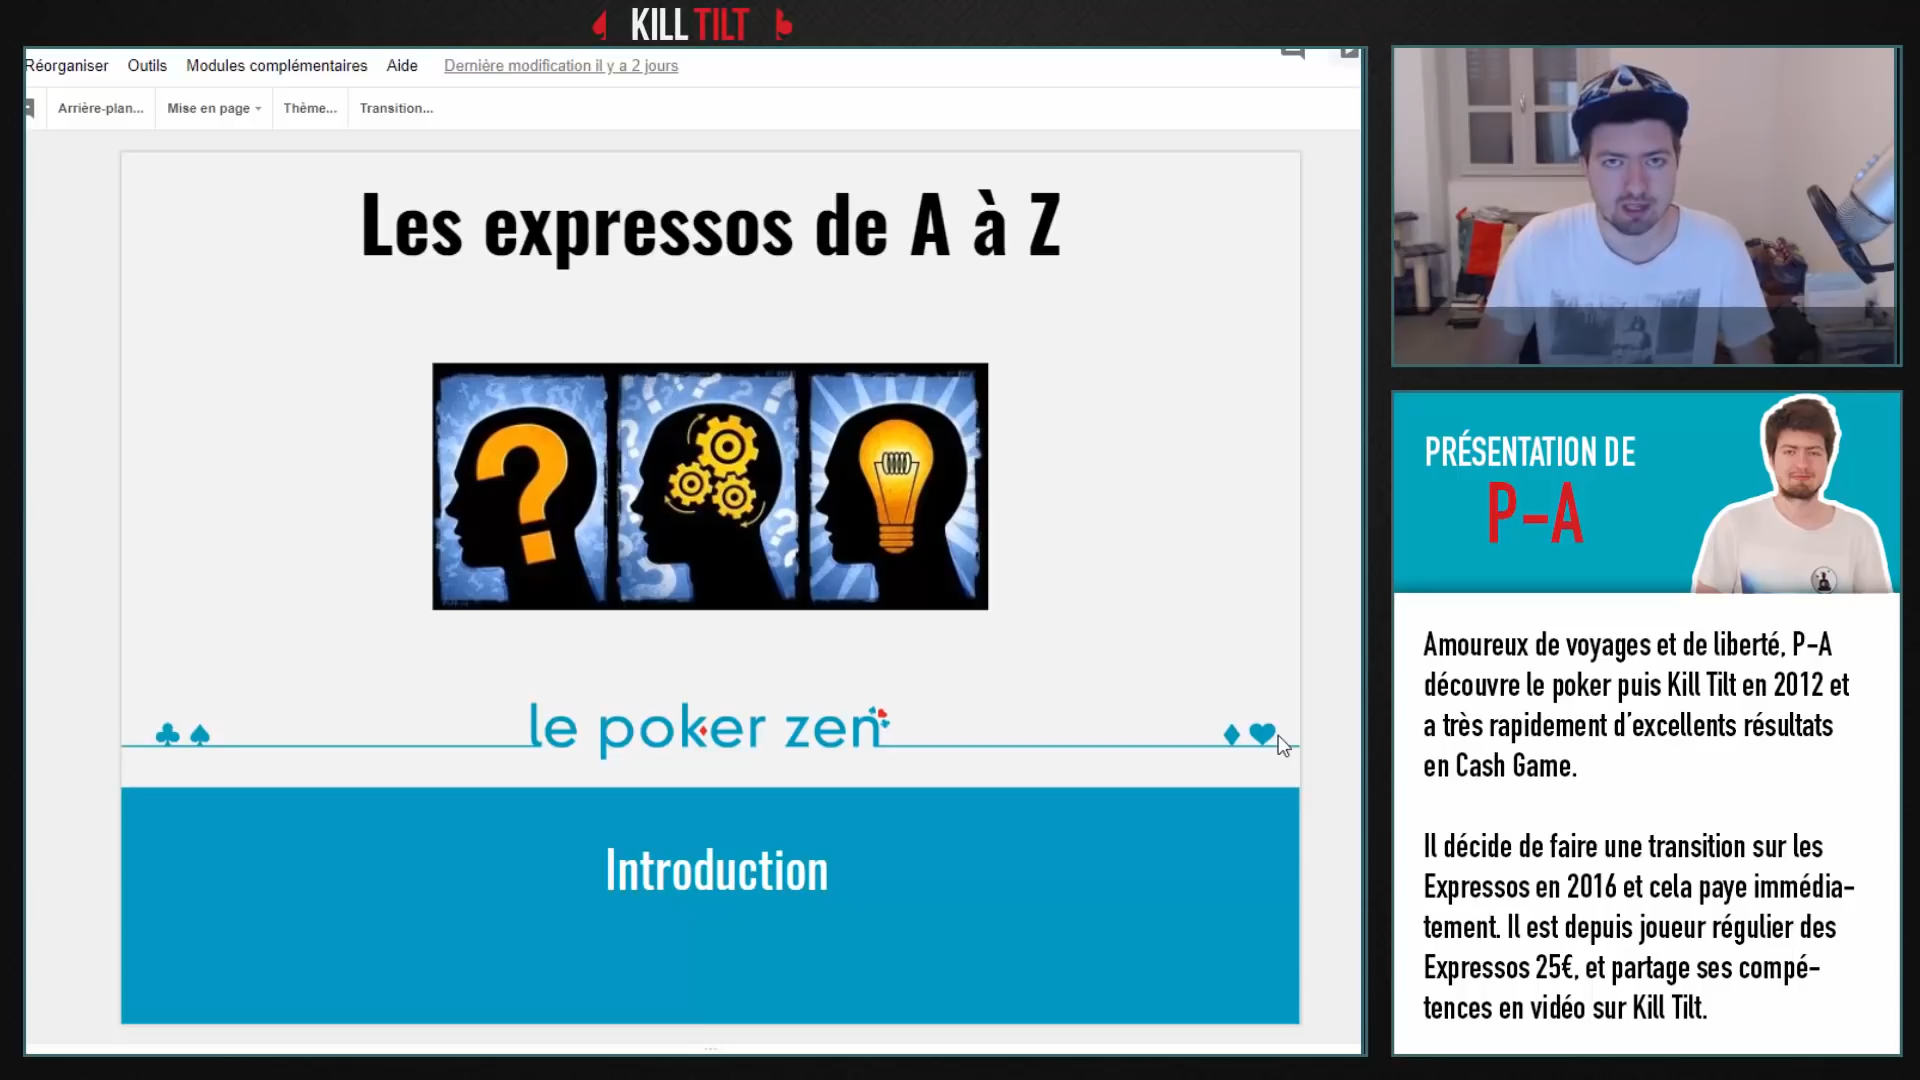 KILL TILT
Réorganiser Outils Modules complémentaires Aide Dernière modification il y a 2 jours
Arrière-plan... Mise en page Thème... Transition...
Les expressos de A à Z
le poker zen
Introduction
PRÉSENTATION DE
P-A
Amoureux de voyages et de liberté, P-A
découvre le poker puis Kill Tilt en 2012 et
a très rapidement d'excellents résultats
en Cash Game.
Il décide de faire une transition sur les
Expressos en 2016 et cela paye immédia-
tement. Il est depuis joueur régulier des
Expressos 25€, et partage ses compé-
tences en vidéo sur Kill Tilt.